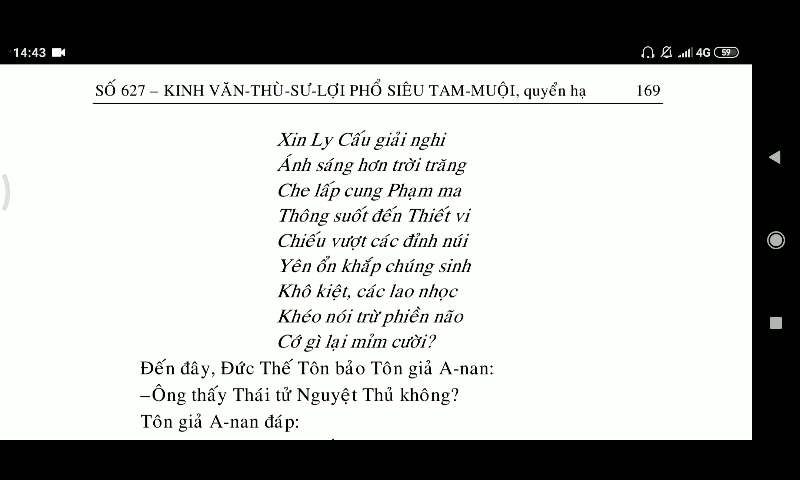 14:43 4G 59
SỐ 627 – KINH VĂN-THÙ-SƯ-LỢI PHỔ SIÊU TAM-MUỘI, quyển hạ 169
Xin Ly Cấu giải nghi
Ánh sáng hơn trời trăng
Che lấp cung Phạm ma
Thông suốt đến Thiết vi
Chiếu vượt các đỉnh núi
Yên ổn khắp chúng sinh
Khô kiệt, các lao nhọc
Khéo nói trừ phiền não
Cớ gì lại mỉm cười?
Đến đây, Đức Thế Tôn bảo Tôn giả A-nan:
–Ông thấy Thái tử Nguyệt Thủ không?
Tôn giả A-nan đáp: